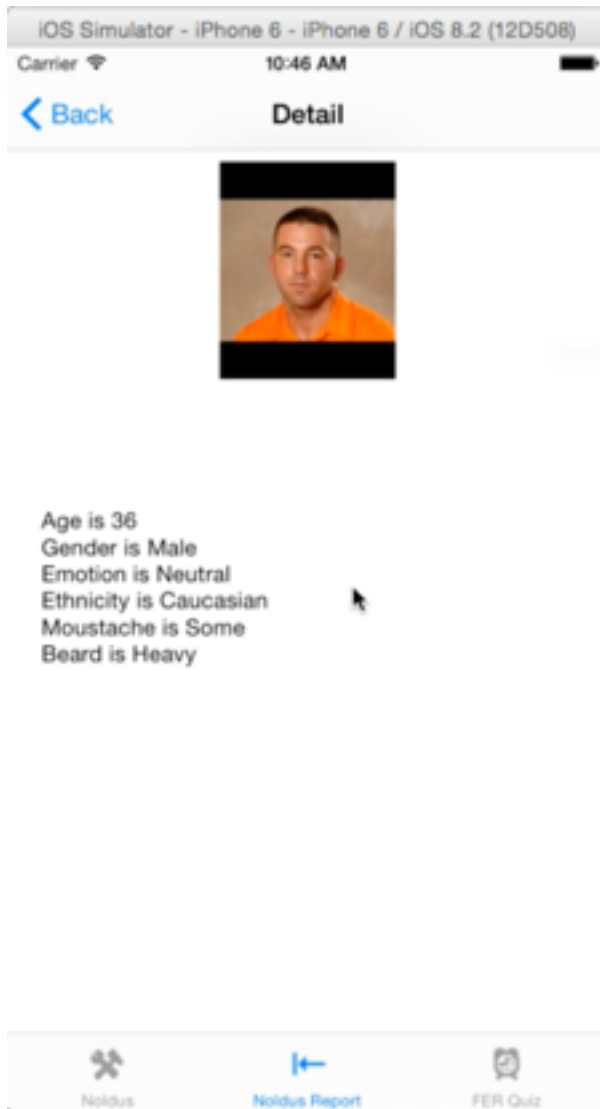 iOS Simulator - iPhone 6 - iPhone 6 / iOS 8.2 (12D508)
Carrier 10:46 AM
Back Detail
Age is 36
Gender is Male
Emotion is Neutral
Ethnicity is Caucasian
Moustache is Some
Beard is Heavy
Noldus Noldus Report FER Quiz